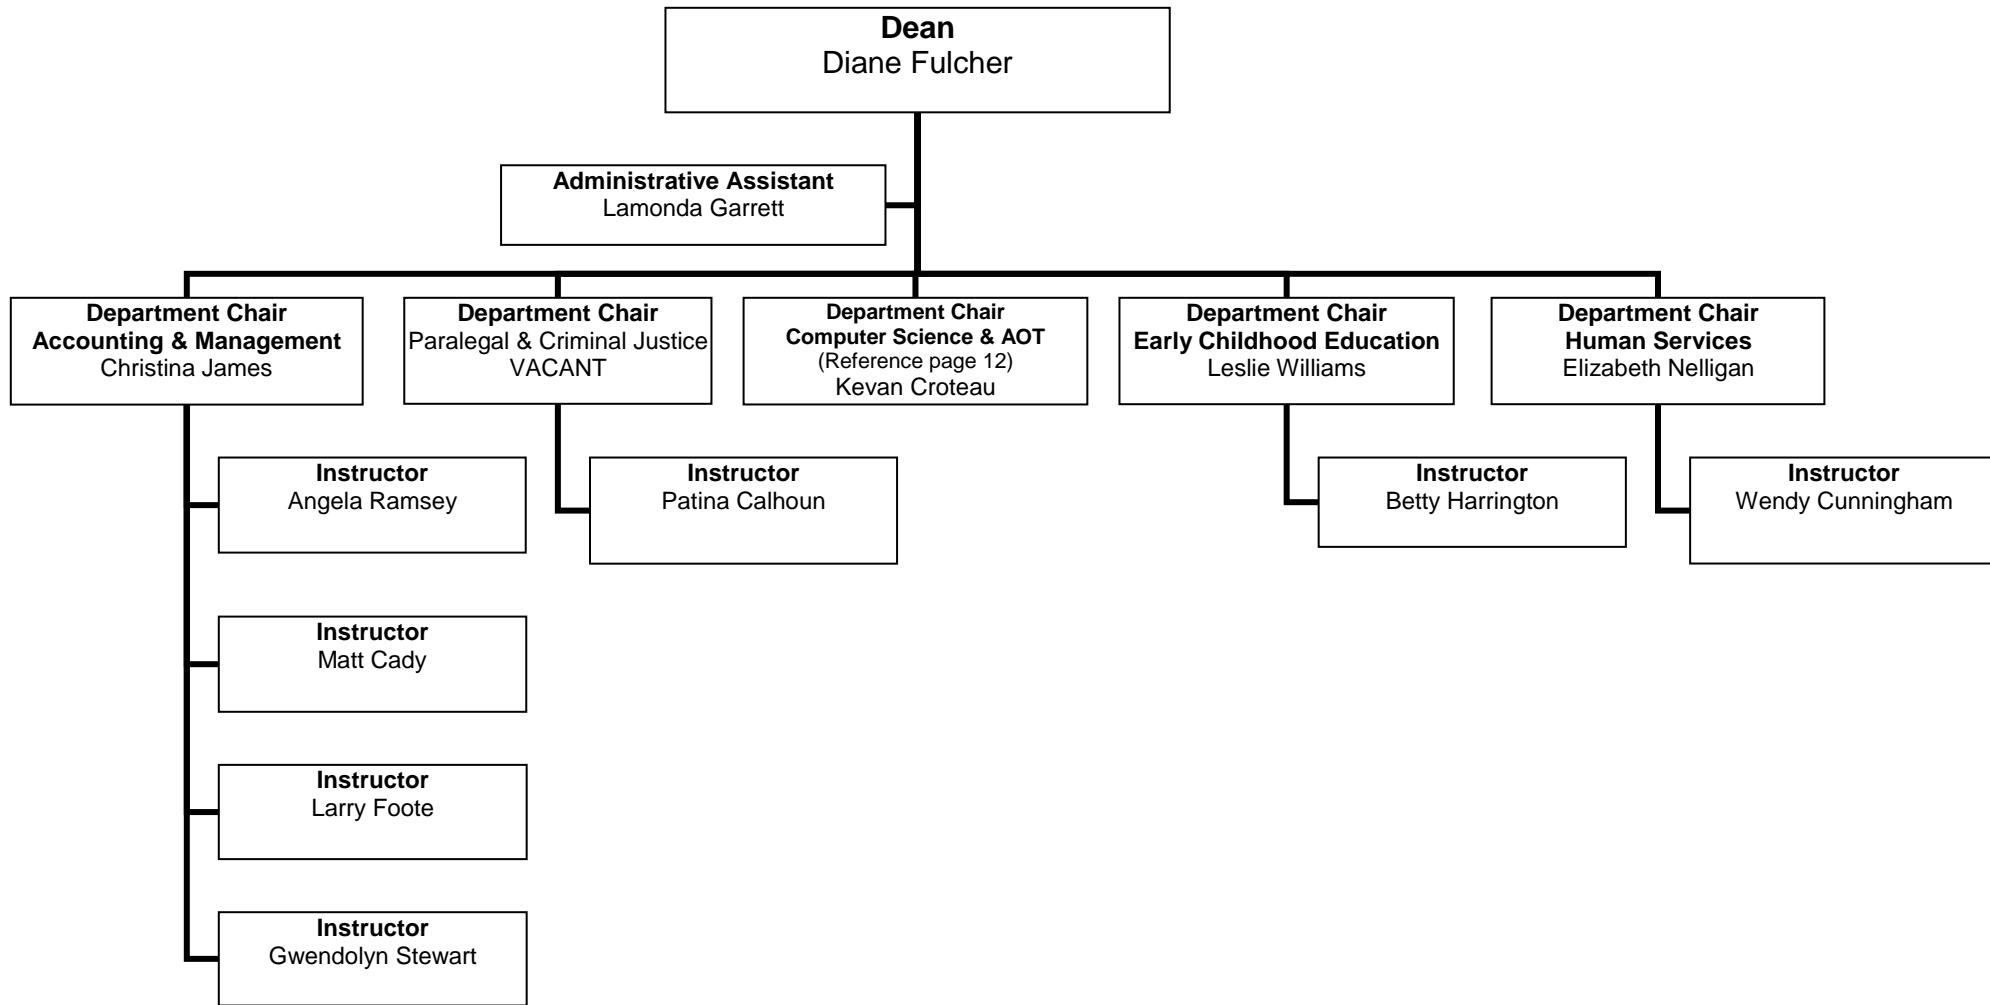 Dean
Diane Fulcher
Administrative Assistant
Lamonda Garrett
Department Chair
Accounting & Management
Christina James
Department Chair
Paralegal & Criminal Justice
VACANT
Department Chair
Computer Science & AOT
(Reference page 12)
Kevan Croteau
Department Chair
Early Childhood Education
Leslie Williams
Department Chair
Human Services
Elizabeth Nelligan
Instructor
Angela Ramsey
Instructor
Patina Calhoun
Instructor
Betty Harrington
Instructor
Wendy Cunningham
Instructor
Matt Cady
Instructor
Larry Foote
Instructor
Gwendolyn Stewart